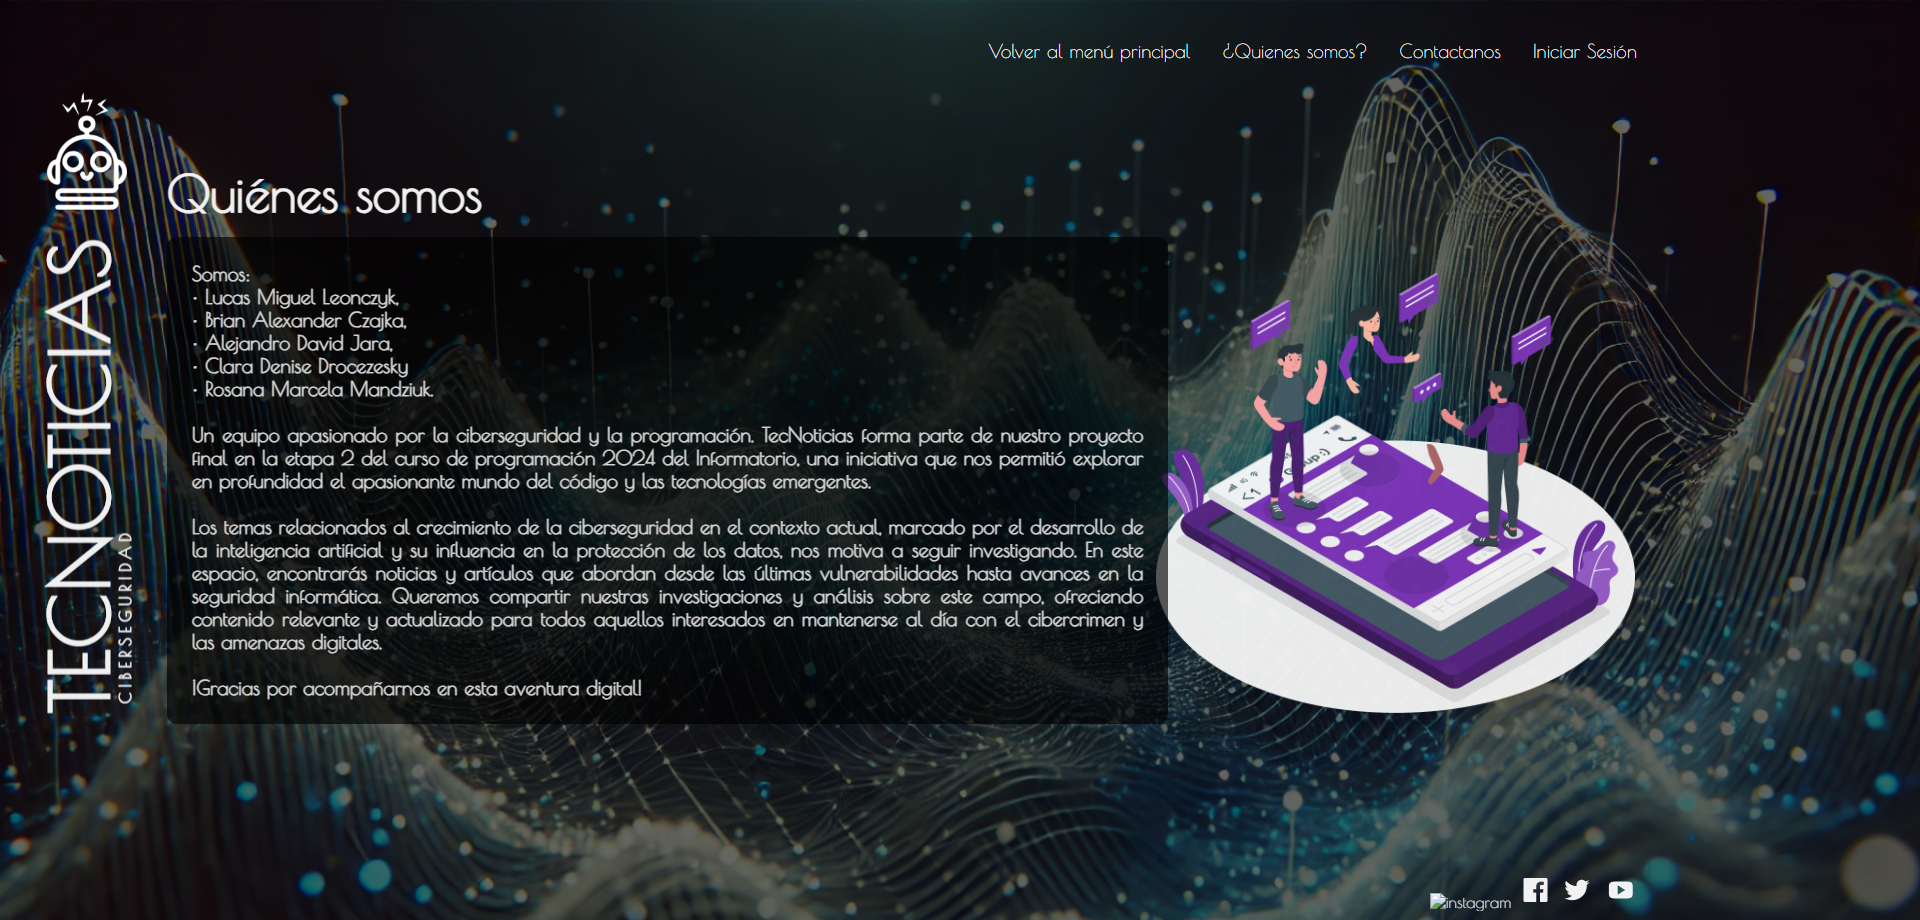 Volver al menú principal
¿Quienes somos?
Contactanos
Iniciar Sesión
TECNOTICIAS
CIBERSEGURIDAD
Quiénes somos
Somos:
• Lucas Miguel Leonczyk,
• Brian Alexander Czajka,
• Alejandro David Jara,
• Clara Denise Drocezesky
• Rosana Marcela Mandziuk.
Un equipo apasionado por la ciberseguridad y la programación. TecNoticias forma parte de nuestro proyecto
final en la etapa 2 del curso de programación 2024 del Informatorio, una iniciativa que nos permitió explorar
en profundidad el apasionante mundo del código y las tecnologías emergentes.
Los temas relacionados al crecimiento de la ciberseguridad en el contexto actual, marcado por el desarrollo de
la inteligencia artificial y su influencia en la protección de los datos, nos motiva a seguir investigando. En este
espacio, encontrarás noticias y artículos que abordan desde las últimas vulnerabilidades hasta avances en la
seguridad informática. Queremos compartir nuestras investigaciones y análisis sobre este campo, ofreciendo
contenido relevante y actualizado para todos aquellos interesados en mantenerse al día con el cibercrimen y
las amenazas digitales.
¡Gracias por acompañarnos en esta aventura digital!
instagram